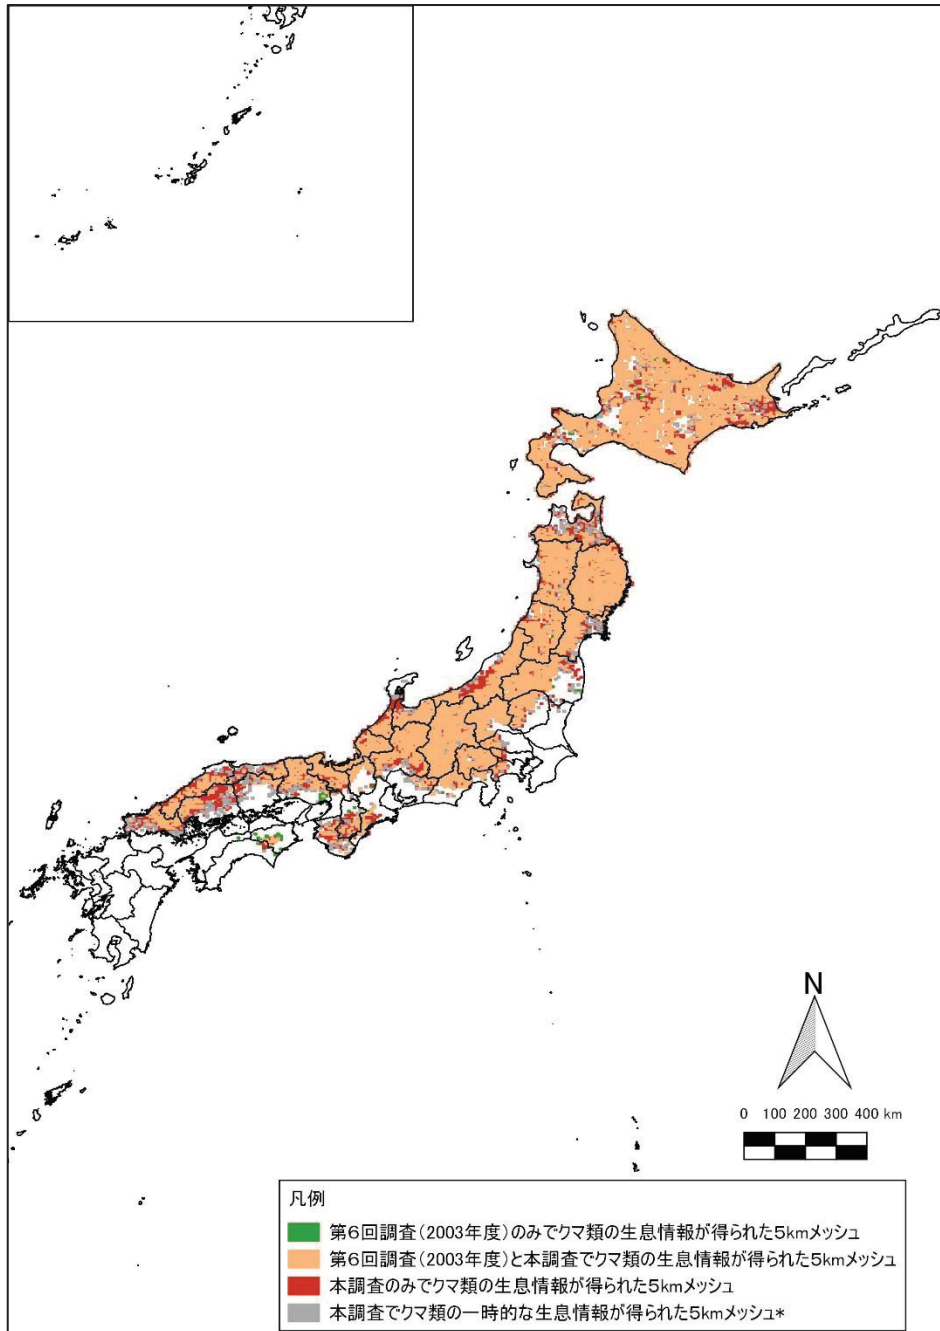 N
0 100 200 300 400 km
凡例
第6回調査(2003年度)のみでクマ類の生息情報が得られた5kmメッシュ
第6回調査(2003年度)と本調査でクマ類の生息情報が得られた5kmメッシュ
本調査のみでクマ類の生息情報が得られた5kmメッシュ
本調査でクマ類の一時的な生息情報が得られた5kmメッシュ*